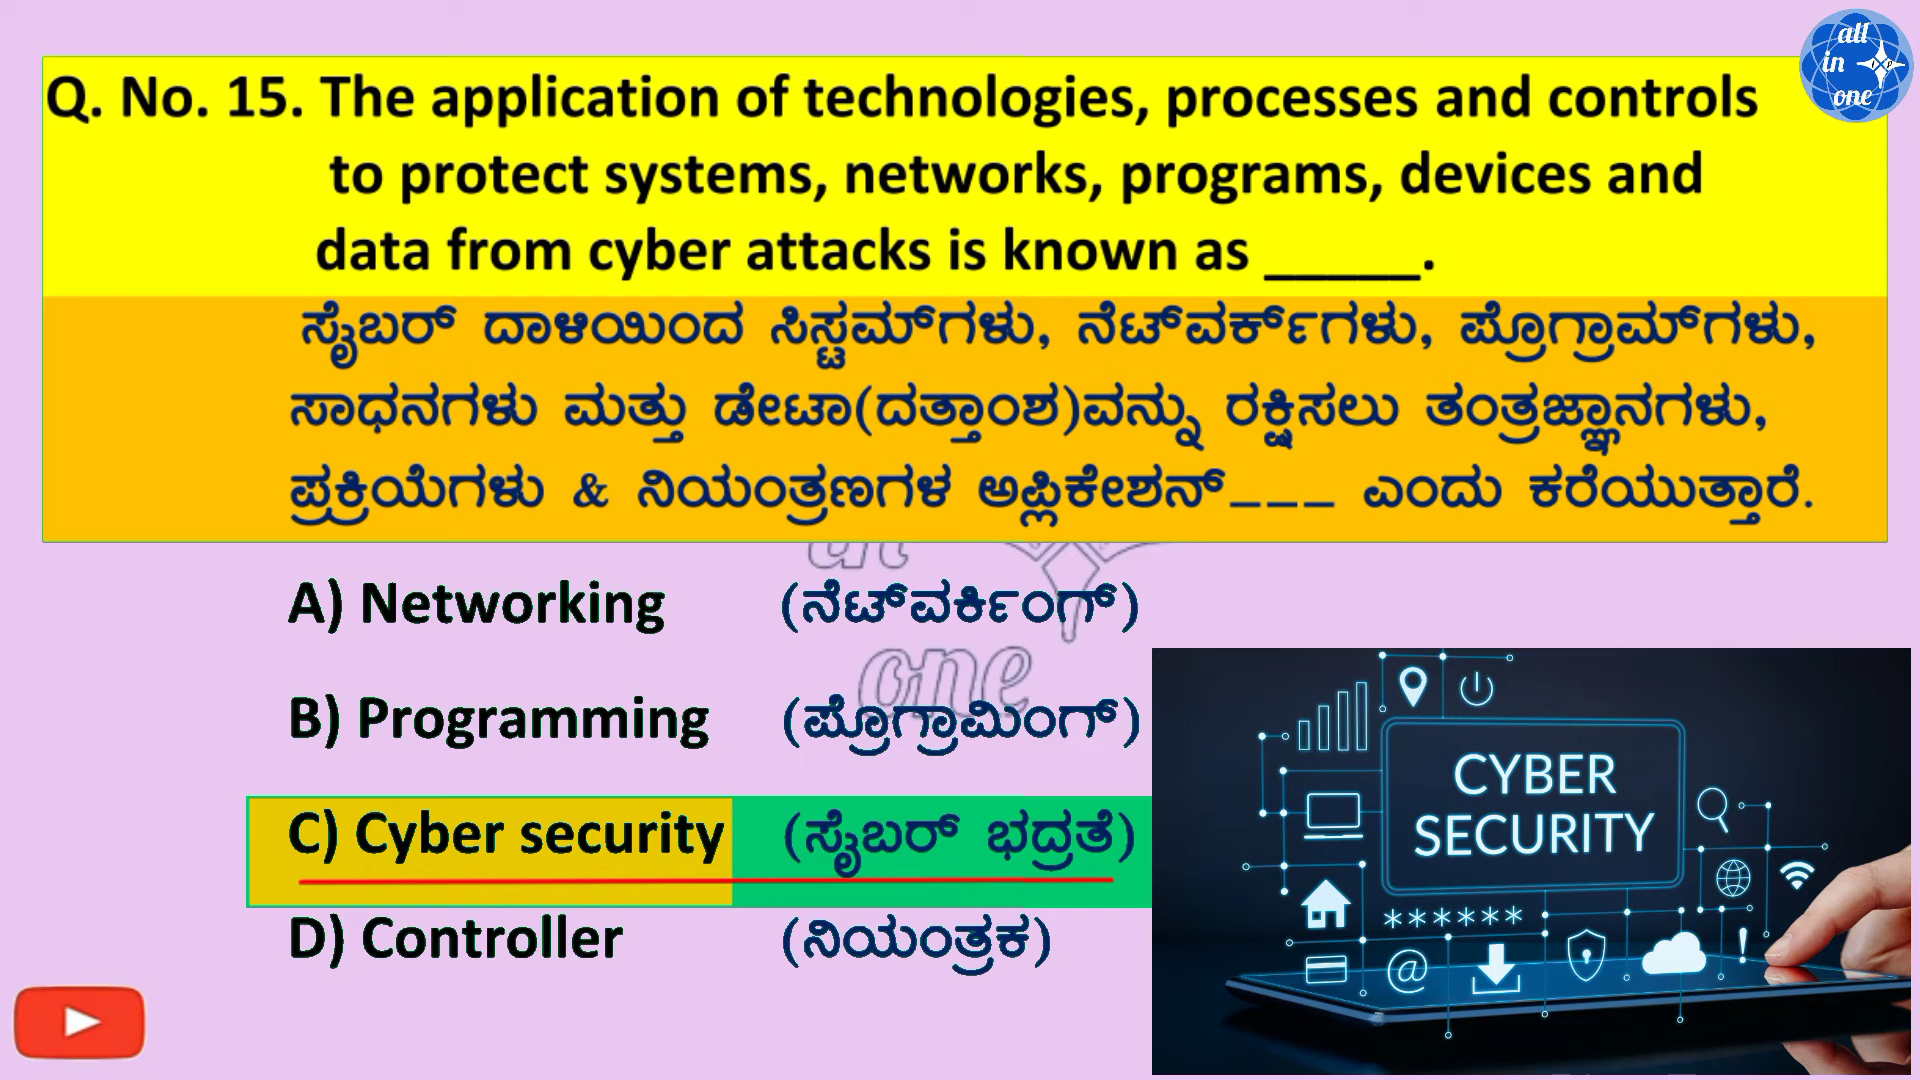 all
in
one
Q. No. 15. The application of technologies, processes and controls
to protect systems, networks, programs, devices and
data from cyber attacks is known as _____.
ಸೈಬರ್ ದಾಳಿಯಿಂದ ಸಿಸ್ಟಮ್‌ಗಳು, ನೆಟ್‌ವರ್ಕ್‌ಗಳು, ಪ್ರೊಗ್ರಾಮ್‌ಗಳು,
ಸಾಧನಗಳು ಮತ್ತು ಡೇಟಾ(ದತ್ತಾಂಶ)ವನ್ನು ರಕ್ಷಿಸಲು ತಂತ್ರಜ್ಞಾನಗಳು,
ಪ್ರಕ್ರಿಯೆಗಳು & ನಿಯಂತ್ರಣಗಳ ಅಪ್ಲಿಕೇಶನ್___ ಎಂದು ಕರೆಯುತ್ತಾರೆ.
all
one
A) Networking (ನೆಟ್‌ವರ್ಕಿಂಗ್)
B) Programming (ಪ್ರೊಗ್ರಾಮಿಂಗ್)
C) Cyber security (ಸೈಬರ್ ಭದ್ರತೆ)
D) Controller (ನಿಯಂತ್ರಕ)
CYBER
SECURITY
******
@ !